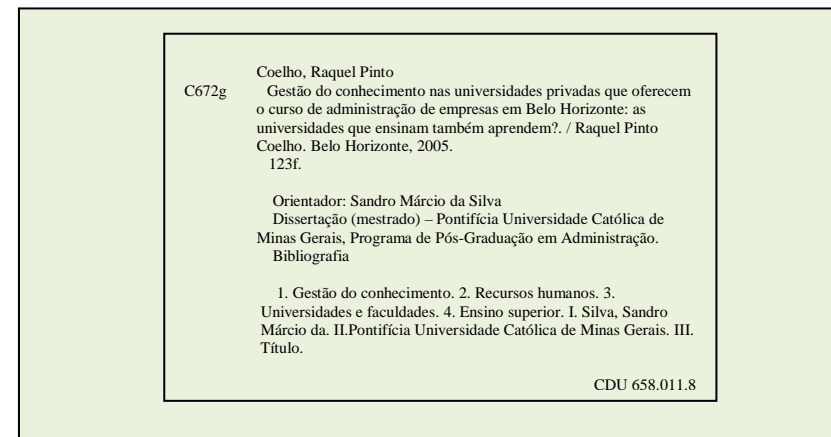 Coelho, Raquel Pinto
C672g Gestão do conhecimento nas universidades privadas que oferecem
o curso de administração de empresas em Belo Horizonte: as
universidades que ensinam também aprendem?. / Raquel Pinto
Coelho. Belo Horizonte, 2005.
123f.
Orientador: Sandro Márcio da Silva
Dissertação (mestrado) – Pontifícia Universidade Católica de
Minas Gerais, Programa de Pós-Graduação em Administração.
Bibliografia
1. Gestão do conhecimento. 2. Recursos humanos. 3.
Universidades e faculdades. 4. Ensino superior. I. Silva, Sandro
Márcio da. II.Pontifícia Universidade Católica de Minas Gerais. III.
Título.
CDU 658.011.8